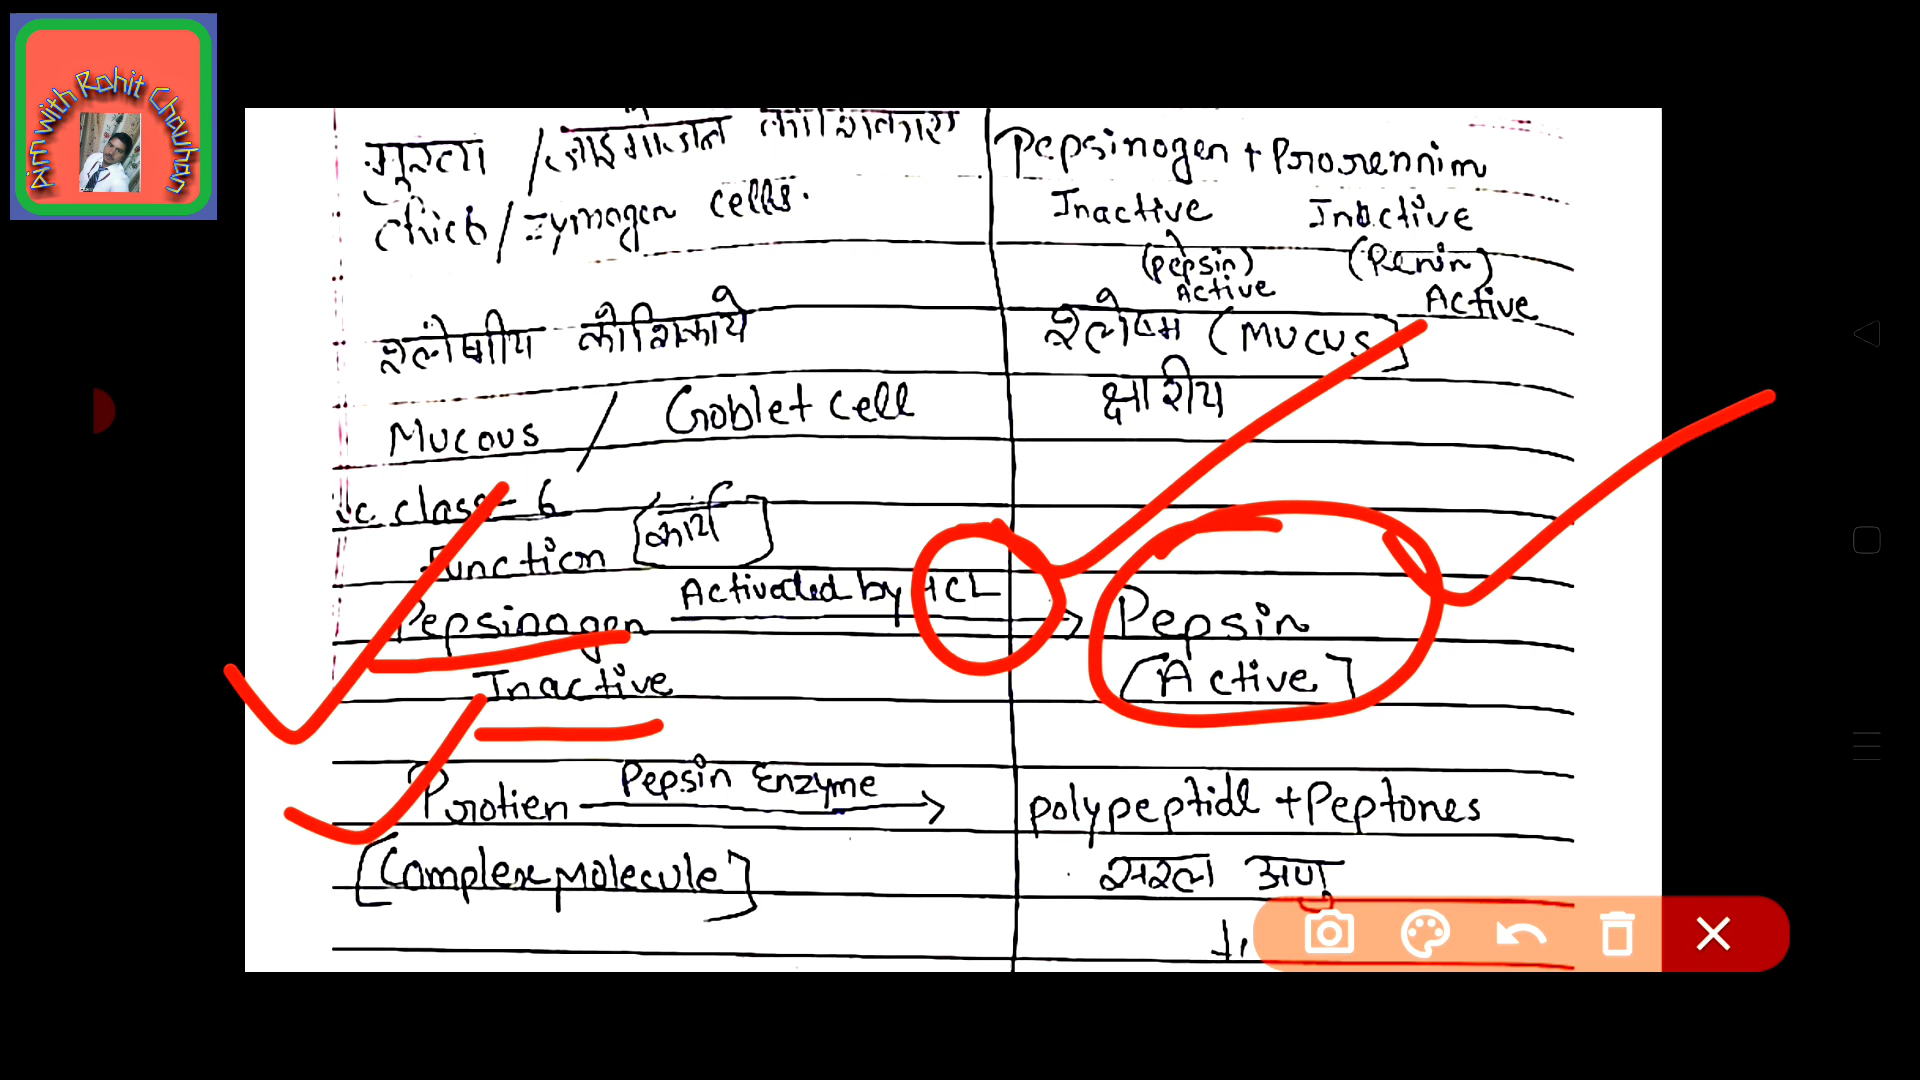 Aim with Rohit Chauhan
मुख्य / जाइमोजन कोशिकाएं
Pepsinogen + Prorennim
chieb / zymogen cells.
Inactive Inactive
(Pepsin) (Renin)
Active Active
श्लेष्मीय कोशिकाये
श्लेष्म (Mucus)
Mucous / Goblet cell
क्षारीय
class-6
Function [कार्य]
Activated by HCL
Pepsinogen Pepsin
Inactive [Active]
Protien Pepsin Enzyme polypeptide + Peptones
[Complex molecule] सरल अणु